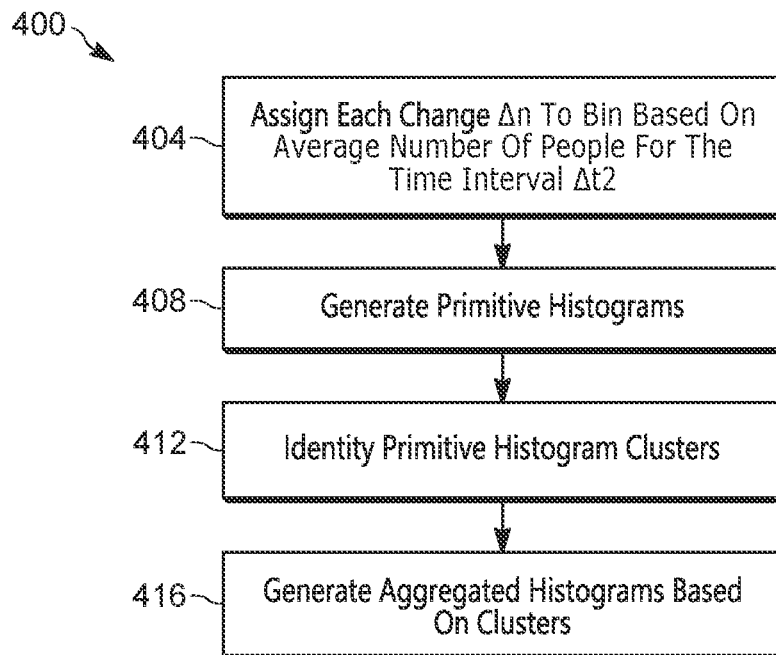 400
404
Assign Each Change Δn To Bin Based On
Average Number Of People For The
Time Interval Δt2
408
Generate Primitive Histograms
412
Identity Primitive Histogram Clusters
416
Generate Aggregated Histograms Based
On Clusters